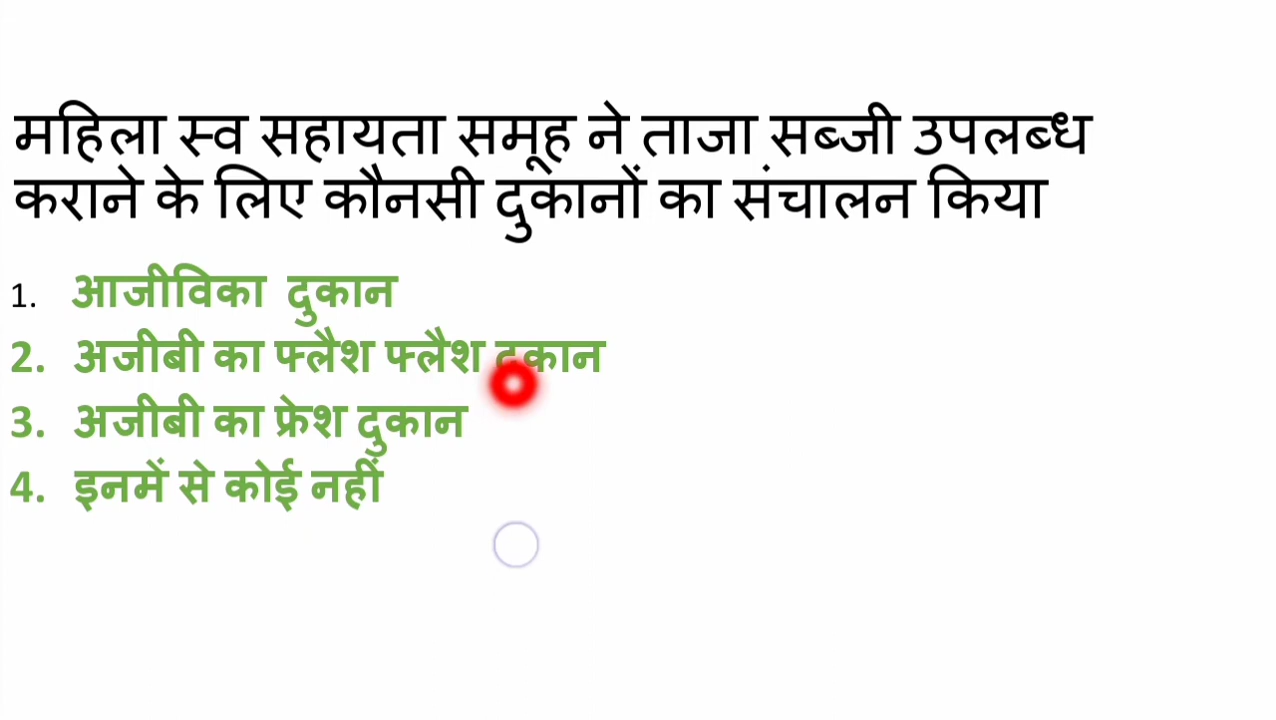 महिला स्व सहायता समूह ने ताजा सब्जी उपलब्ध
कराने के लिए कौनसी दुकानों का संचालन किया
1. आजीविका दुकान
2. अजीबी का फ्लैश फ्लैश दुकान
3. अजीबी का फ्रेश दुकान
4. इनमें से कोई नहीं